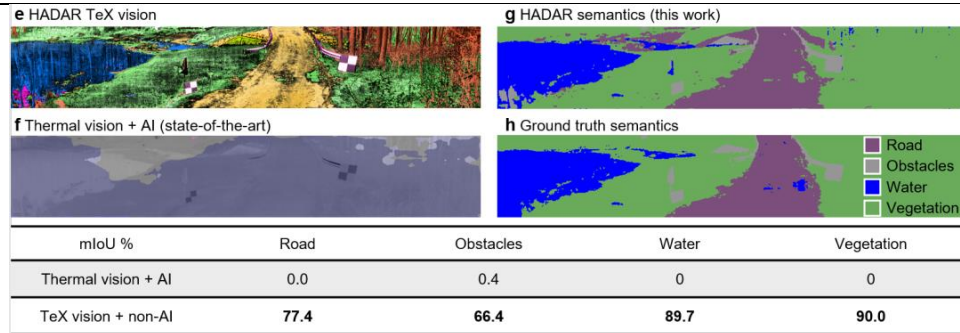 e HADAR TeX vision
g HADAR semantics (this work)
f Thermal vision + AI (state-of-the-art)
h Ground truth semantics
Road
Obstacles
Water
Vegetation
mIoU % Road Obstacles Water Vegetation
Thermal vision + AI 0.0 0.4 0 0
TeX vision + non-AI 77.4 66.4 89.7 90.0